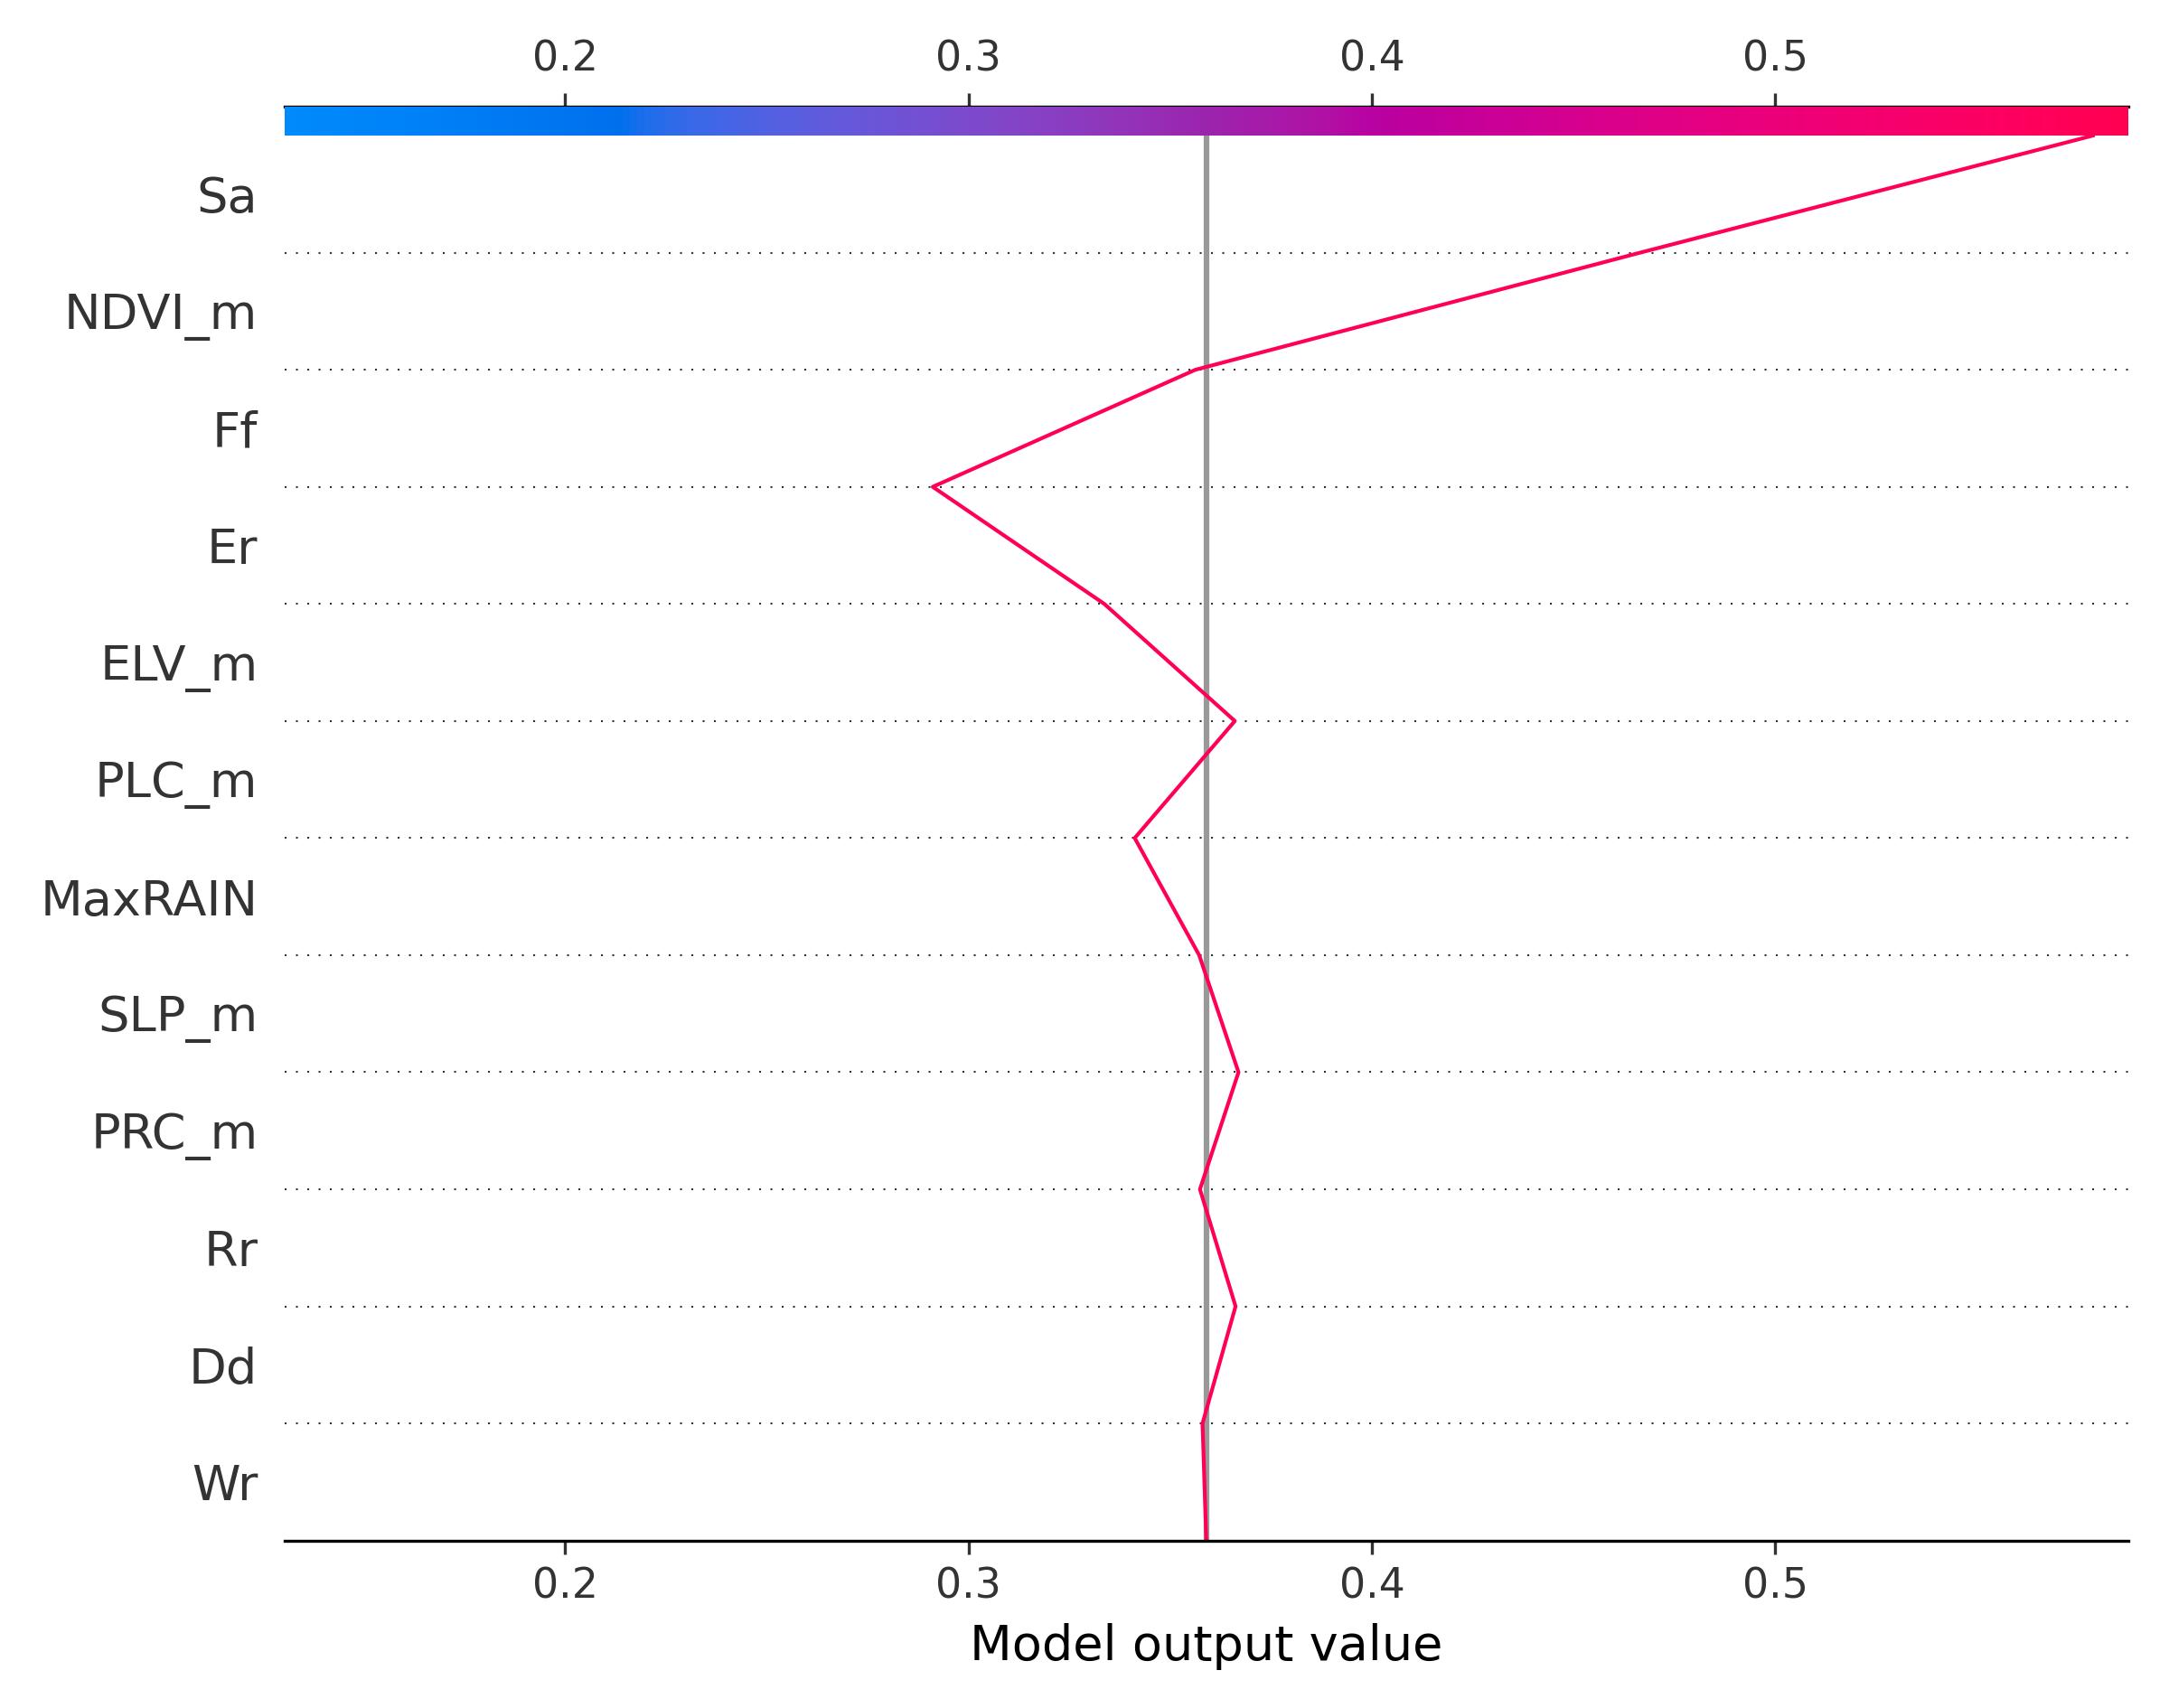 0.2 0.3 0.4 0.5
Sa
NDVI_m
Ff
Er
ELV_m
PLC_m
MaxRAIN
SLP_m
PRC_m
Rr
Dd
Wr
0.2 0.3 0.4 0.5
Model output value